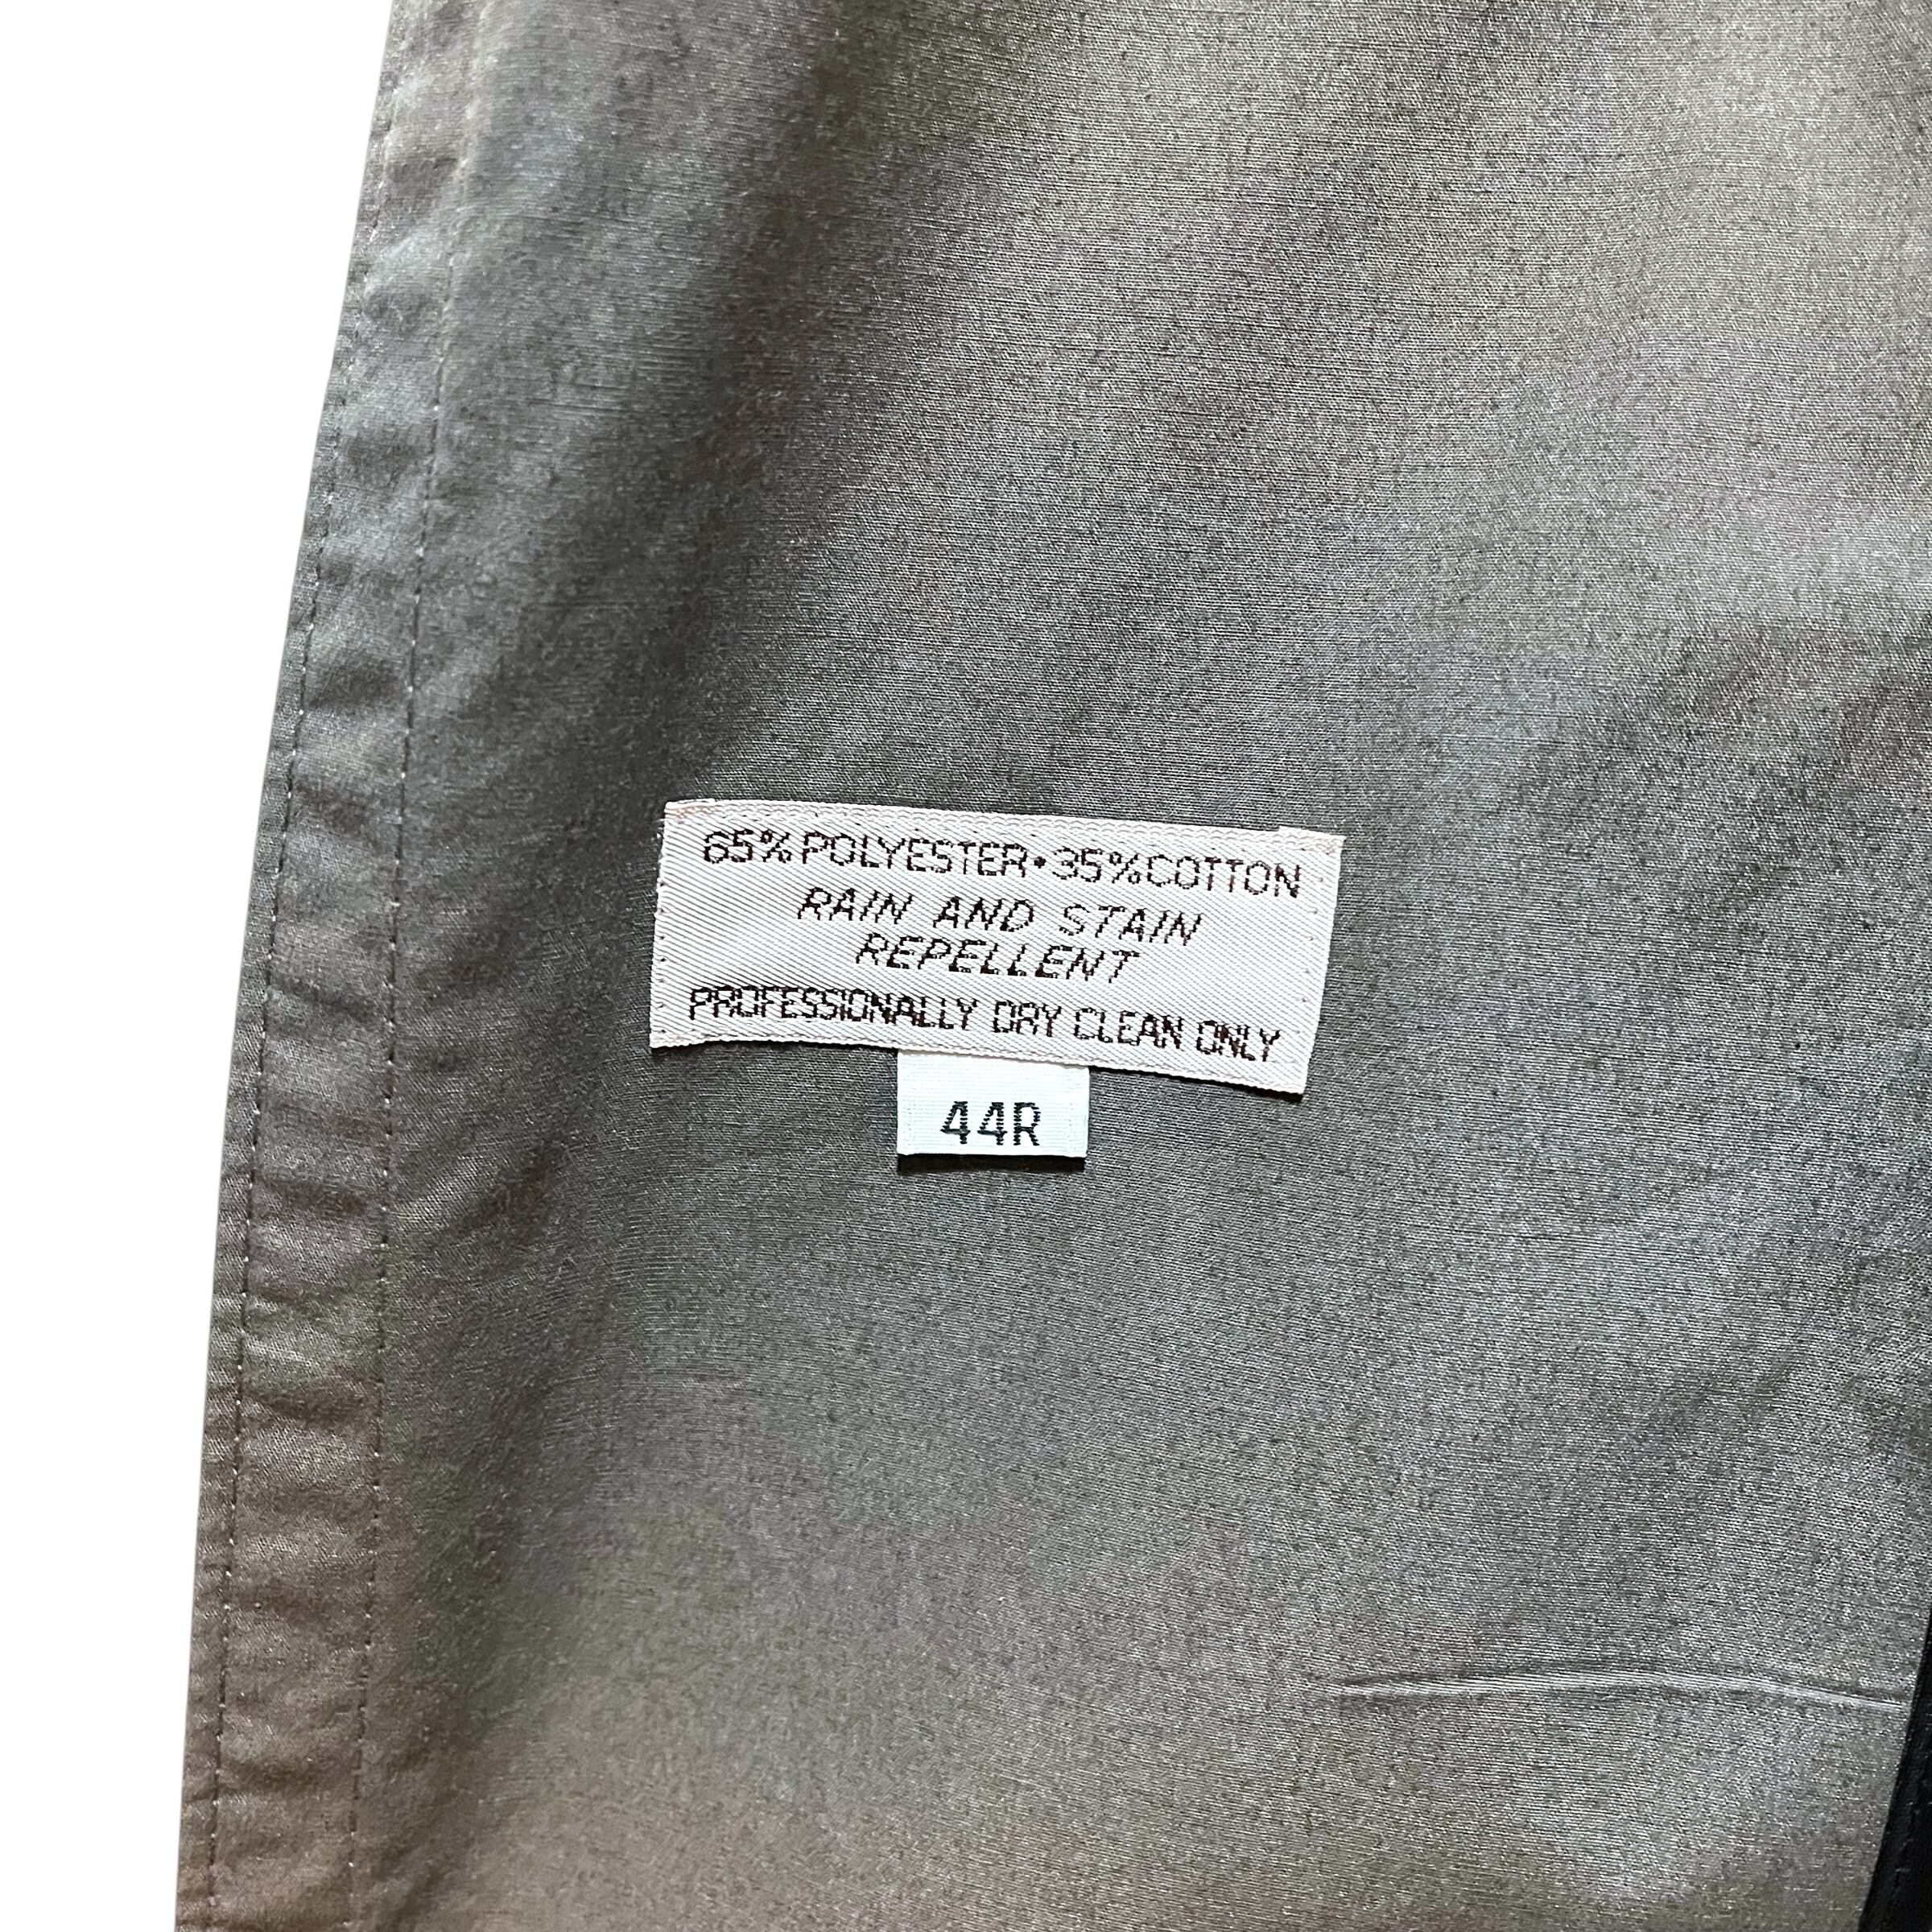 65% POLYESTER • 35% COTTON
RAIN AND STAIN
REPELLENT
PROFESSIONALLY DRY CLEAN ONLY
44R